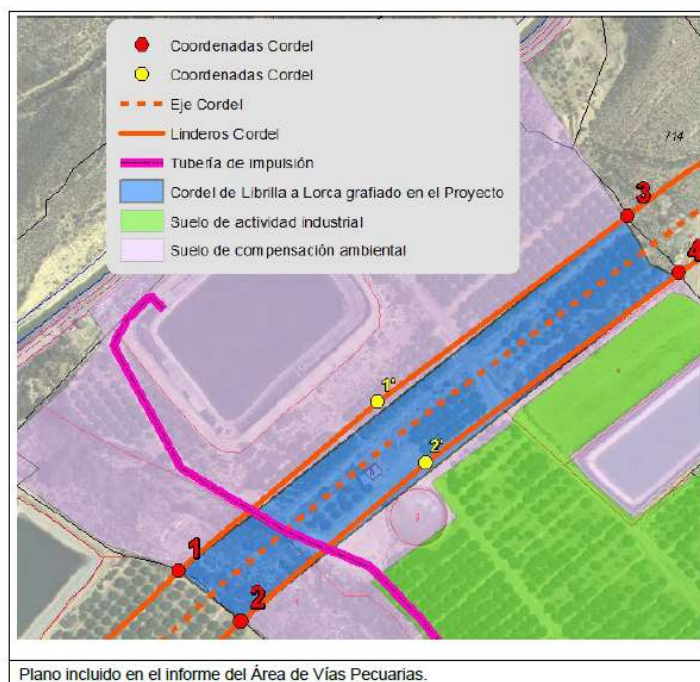 Coordenadas Cordel
Coordenadas Cordel
Eje Cordel
Linderos Cordel
Tubería de impulsión
Cordel de Librilla a Lorca grafiado en el Proyecto
Suelo de actividad industrial
Suelo de compensación ambiental
714
3
4
1'
2'
1
2
Plano incluido en el informe del Área de Vías Pecuarias.